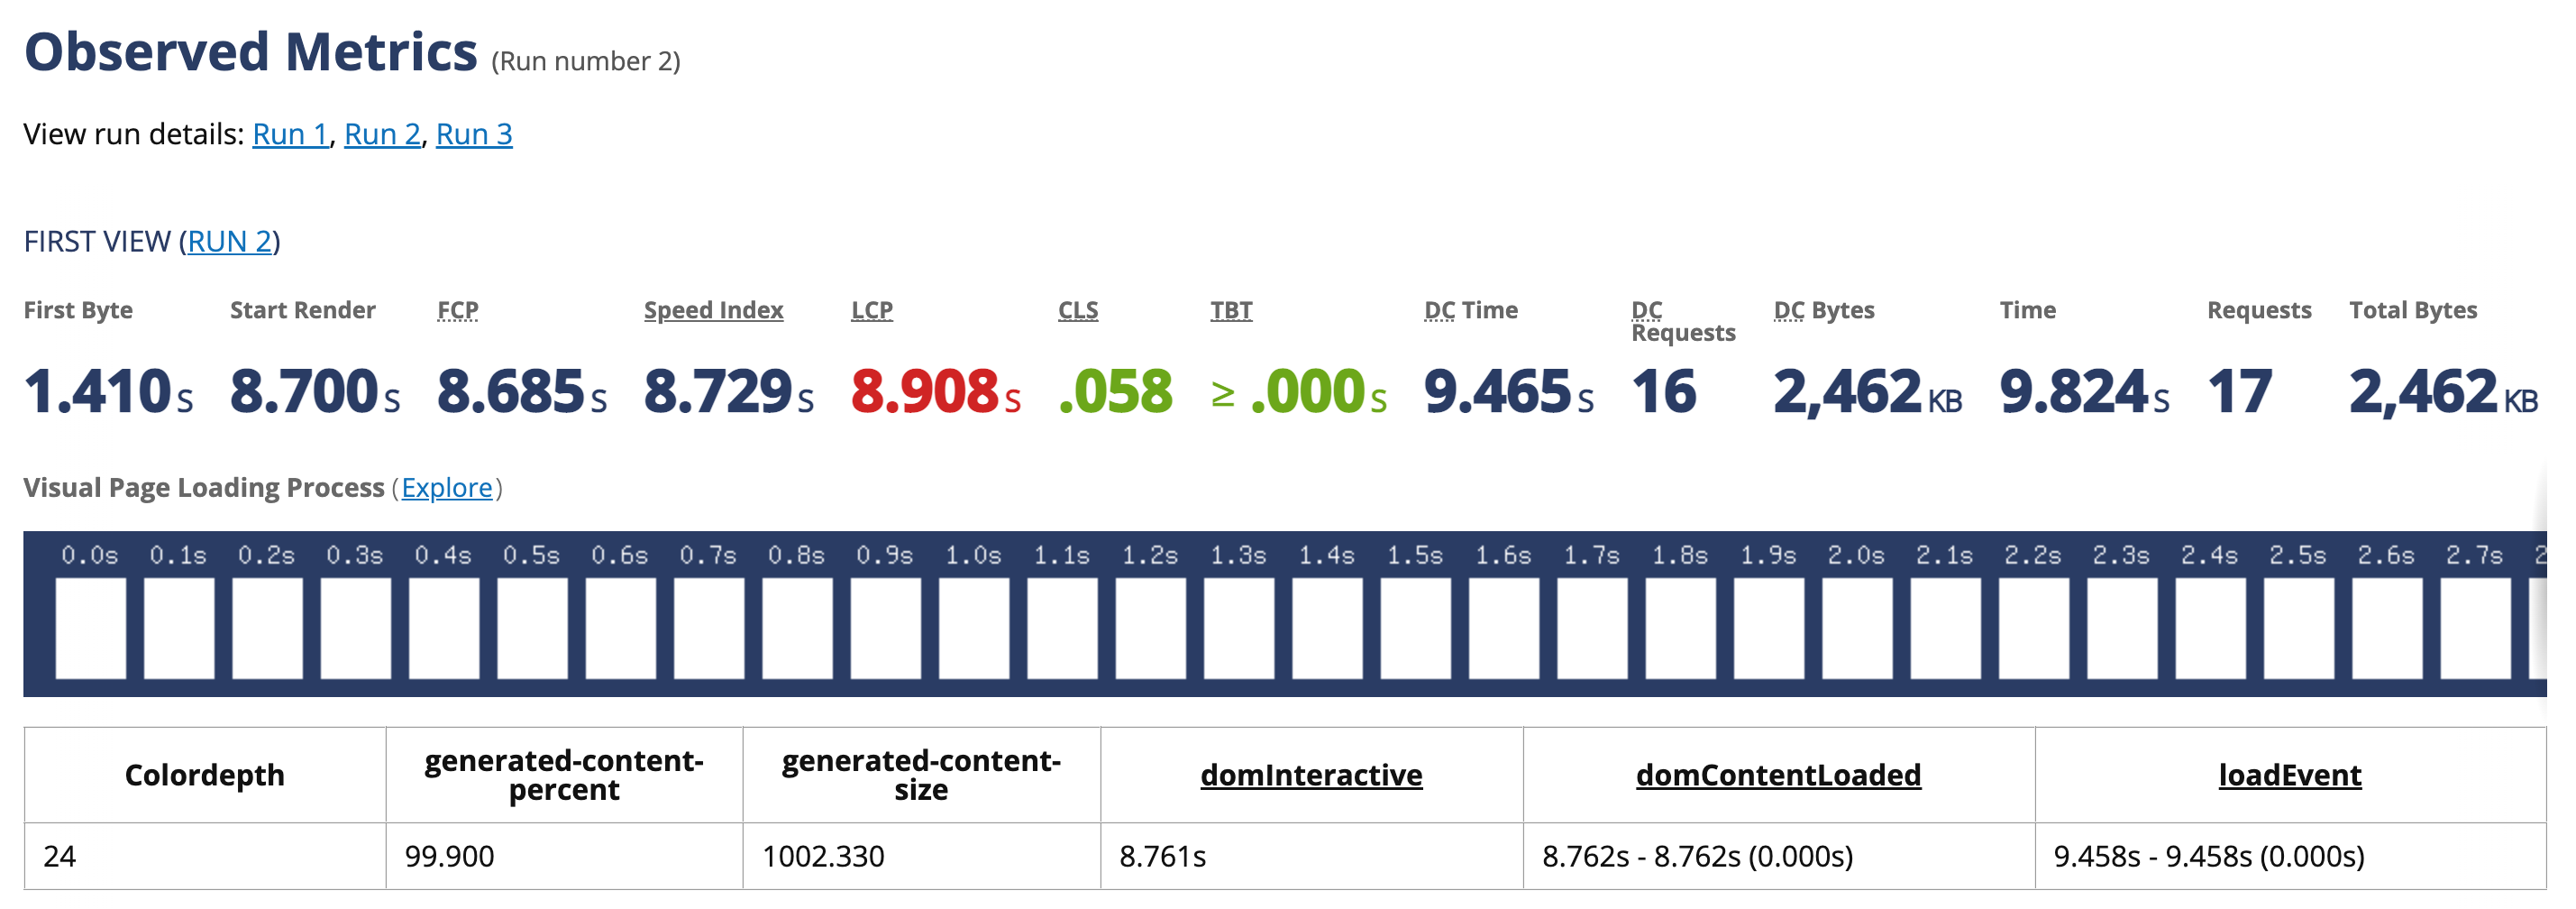 Observed Metrics (Run number 2)
View run details: Run 1, Run 2, Run 3
FIRST VIEW (RUN 2)
First Byte Start Render FCP Speed Index LCP CLS TBT DC Time DC Requests DC Bytes Time Requests Total Bytes
1.410s 8.700s 8.685s 8.729s 8.908s .058 ≥ .000s 9.465s 16 2,462KB 9.824s 17 2,462KB
Visual Page Loading Process (Explore)
0.0s 0.1s 0.2s 0.3s 0.4s 0.5s 0.6s 0.7s 0.8s 0.9s 1.0s 1.1s 1.2s 1.3s 1.4s 1.5s 1.6s 1.7s 1.8s 1.9s 2.0s 2.1s 2.2s 2.3s 2.4s 2.5s 2.6s 2.7s 2
Colordepth generated-content-percent generated-content-size domInteractive domContentLoaded loadEvent
24 99.900 1002.330 8.761s 8.762s - 8.762s (0.000s) 9.458s - 9.458s (0.000s)